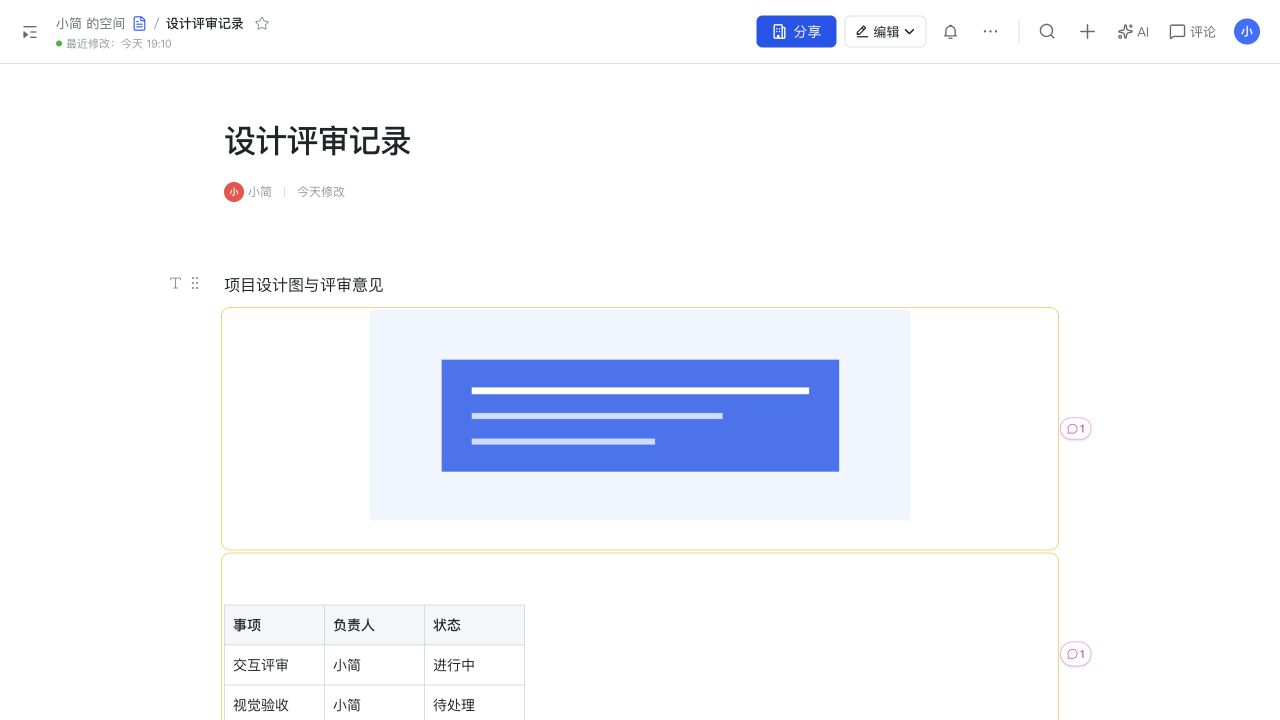 小简 的空间 / 设计评审记录
最近修改: 今天 19:10
分享
编辑
AI
评论
小
设计评审记录
小 小简 今天修改
项目设计图与评审意见
1
事项 负责人 状态
交互评审 小简 进行中
1
视觉验收 小简 待处理